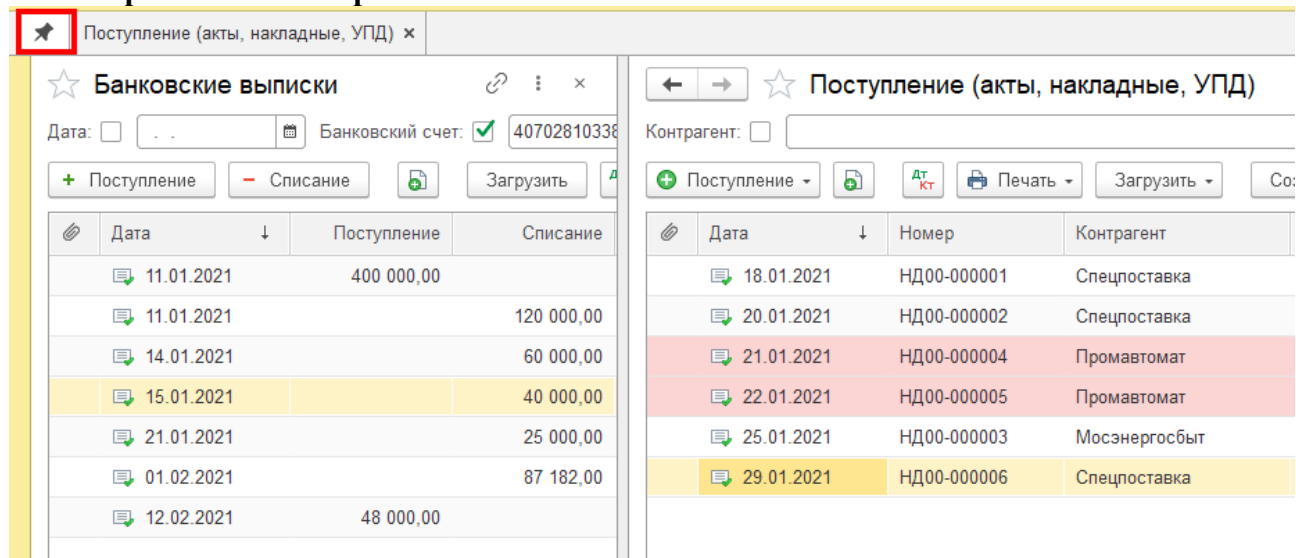 Поступление (акты, накладные, УПД) ×
Банковские выписки
Дата: . . Банковский счет: 40702810338
+ Поступление − Списание Загрузить
Дата ↓ Поступление Списание
11.01.2021 400 000,00
11.01.2021 120 000,00
14.01.2021 60 000,00
15.01.2021 40 000,00
21.01.2021 25 000,00
01.02.2021 87 182,00
12.02.2021 48 000,00
← → Поступление (акты, накладные, УПД)
Контрагент:
Поступление Дт Кт Печать Загрузить Соз
Дата ↓ Номер Контрагент
18.01.2021 НД00-000001 Спецпоставка
20.01.2021 НД00-000002 Спецпоставка
21.01.2021 НД00-000004 Промавтомат
22.01.2021 НД00-000005 Промавтомат
25.01.2021 НД00-000003 Мосэнергосбыт
29.01.2021 НД00-000006 Спецпоставка